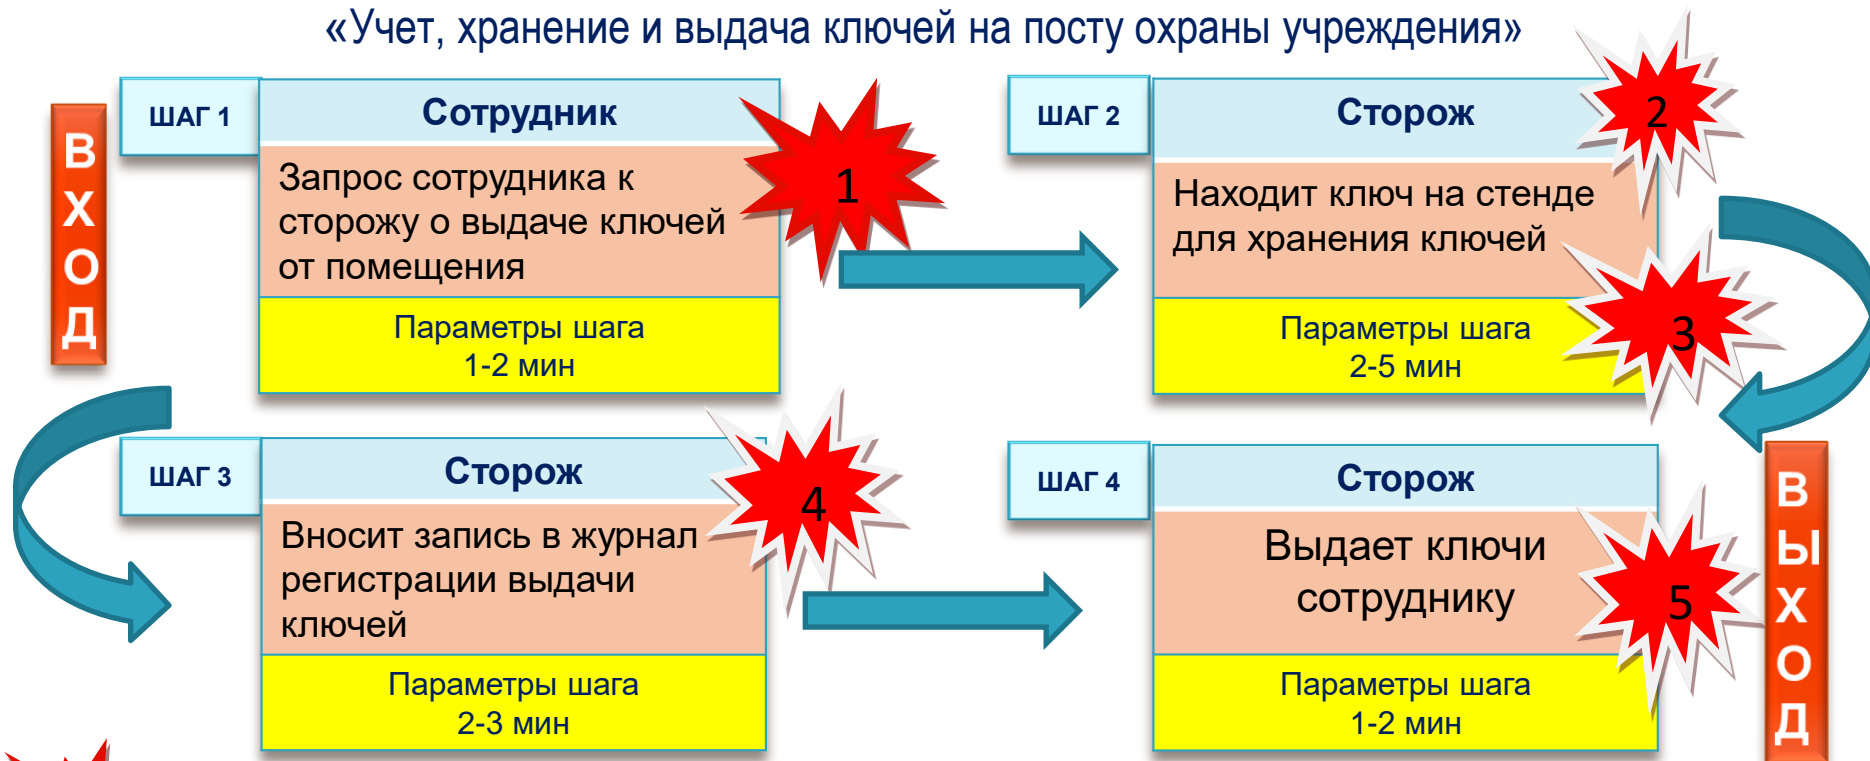 «Учет, хранение и выдача ключей на посту охраны учреждения»
ВХОД
ШАГ 1
Сотрудник
Запрос сотрудника к
сторожу о выдаче ключей
от помещения
1
Параметры шага
1-2 мин
ШАГ 2
Сторож
2
Находит ключ на стенде
для хранения ключей
3
Параметры шага
2-5 мин
ШАГ 3
Сторож
4
Вносит запись в журнал
регистрации выдачи
ключей
Параметры шага
2-3 мин
ШАГ 4
Сторож
Выдает ключи
сотруднику
5
Параметры шага
1-2 мин
ВЫХОД